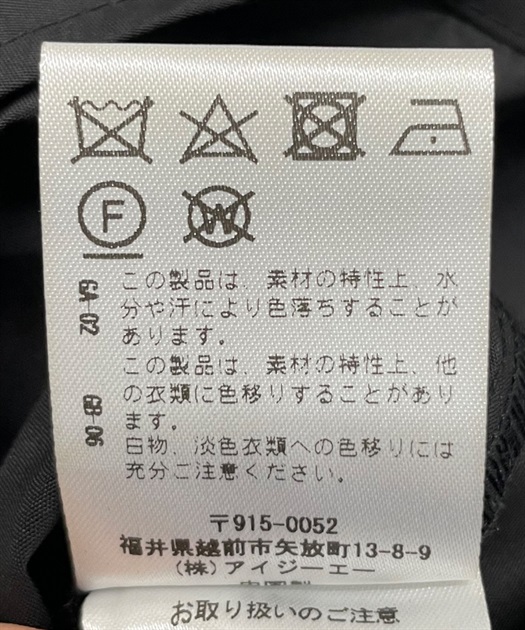 F
W
GA-02
この製品は、素材の特性上、水
分や汗により色落ちすることが
あります。
GB-06
この製品は、素材の特性上、他
の衣類に色移りすることがあり
ます。
白物、淡色衣類への色移りには
充分ご注意ください。
〒915-0052
福井県越前市矢放町13-8-9
(株)アイジーエー
お取り扱いのご注意